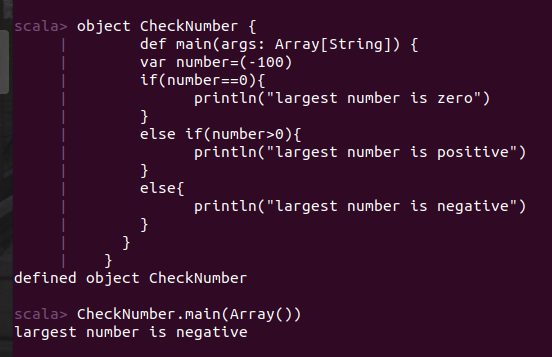 scala> object CheckNumber {
     |        def main(args: Array[String]) {
     |        var number=(-100)
     |        if(number==0){
     |              println("largest number is zero")
     |        }
     |        else if(number>0){
     |              println("largest number is positive")
     |        }
     |        else{
     |              println("largest number is negative")
     |        }
     |      }
     |    }
defined object CheckNumber

scala> CheckNumber.main(Array())
largest number is negative